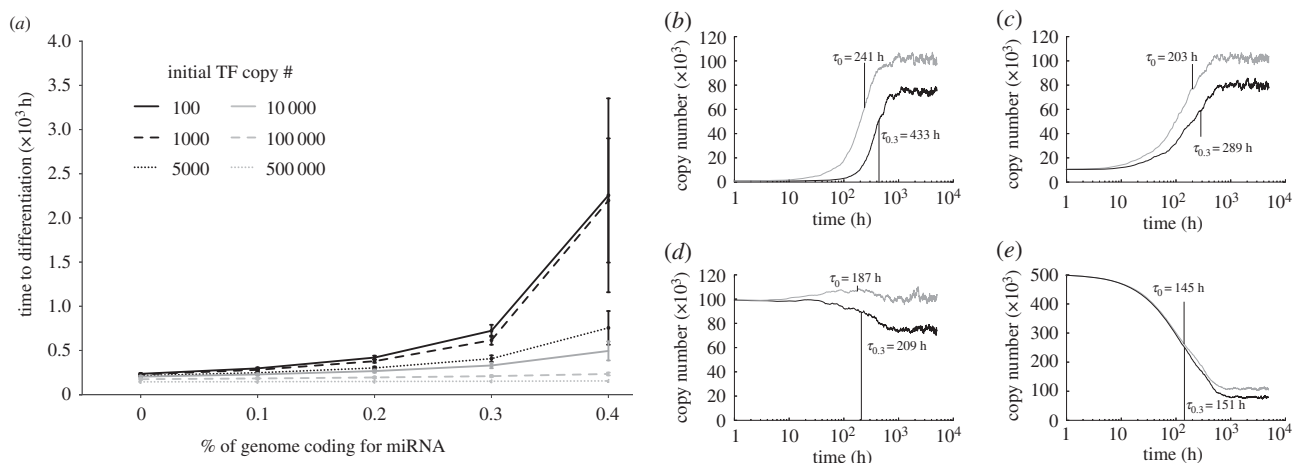 (a)
4.0
3.5
3.0
2.5
2.0
1.5
1.0
0.5
0
time to differentiation (×10³ h)
initial TF copy #
100 10 000
1000 100 000
5000 500 000
0 0.1 0.2 0.3 0.4
% of genome coding for miRNA
(b)
120
100
80
60
40
20
0
copy number (×10³)
τ₀ = 241 h
τ₀.₃ = 433 h
1 10 10² 10³ 10⁴
time (h)
(c)
120
100
80
60
40
20
0
copy number (×10³)
τ₀ = 203 h
τ₀.₃ = 289 h
1 10 10² 10³ 10⁴
time (h)
(d)
120
100
80
60
40
20
0
copy number (×10³)
τ₀ = 187 h
τ₀.₃ = 209 h
1 10 10² 10³ 10⁴
time (h)
(e)
500
400
300
200
100
0
copy number (×10³)
τ₀ = 145 h
τ₀.₃ = 151 h
1 10 10² 10³ 10⁴
time (h)